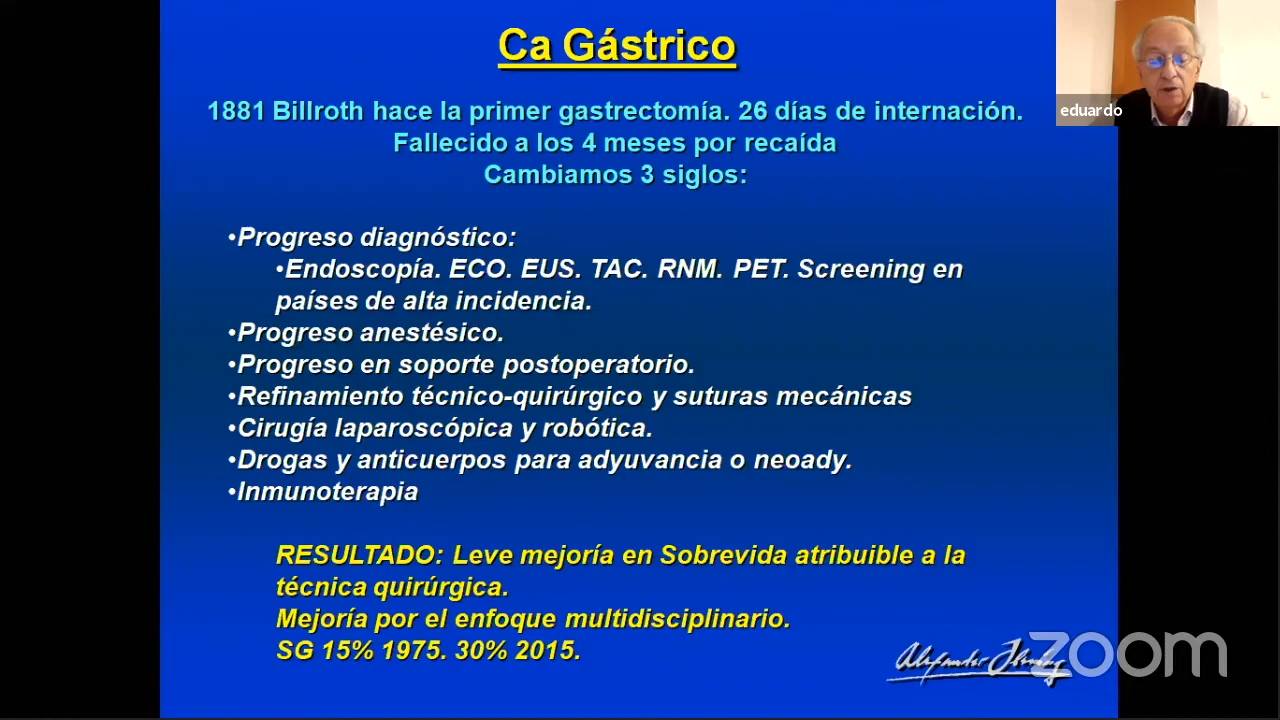 Ca Gástrico
1881 Billroth hace la primer gastrectomía. 26 días de internación.
Fallecido a los 4 meses por recaída
Cambiamos 3 siglos:
•Progreso diagnóstico:
•Endoscopía. ECO. EUS. TAC. RNM. PET. Screening en
países de alta incidencia.
•Progreso anestésico.
•Progreso en soporte postoperatorio.
•Refinamiento técnico-quirúrgico y suturas mecánicas
•Cirugía laparoscópica y robótica.
•Drogas y anticuerpos para adyuvancia o neoady.
•Inmunoterapia
RESULTADO: Leve mejoría en Sobrevida atribuible a la
técnica quirúrgica.
Mejoría por el enfoque multidisciplinario.
SG 15% 1975. 30% 2015.
eduardo
Alexander
zoom